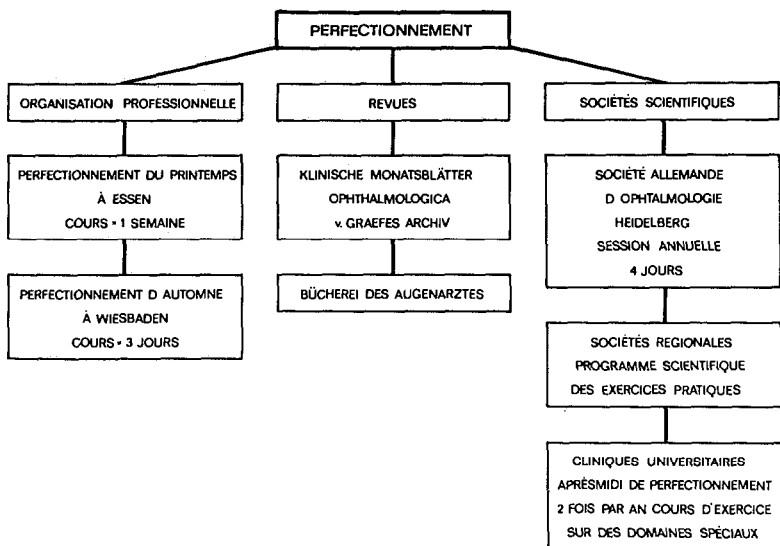 PERFECTIONNEMENT
ORGANISATION PROFESSIONNELLE
PERFECTIONNEMENT DU PRINTEMPS
À ESSEN
COURS = 1 SEMAINE
PERFECTIONNEMENT D AUTOMNE
À WIESBADEN
COURS = 3 JOURS
REVUES
KLINISCHE MONATSBLÄTTER
OPHTHALMOLOGICA
v. GRAEFES ARCHIV
BÜCHEREI DES AUGENARZTES
SOCIÉTÉS SCIENTIFIQUES
SOCIÉTÉ ALLEMANDE
D OPHTALMOLOGIE
HEIDELBERG
SESSION ANNUELLE
4 JOURS
SOCIÉTÉS REGIONALES
PROGRAMME SCIENTIFIQUE
DES EXERCICES PRATIQUES
CLINIQUES UNIVERSITAIRES
APRÈSMIDI DE PERFECTIONNEMENT
2 FOIS PAR AN COURS D'EXERCICE
SUR DES DOMAINES SPÉCIAUX